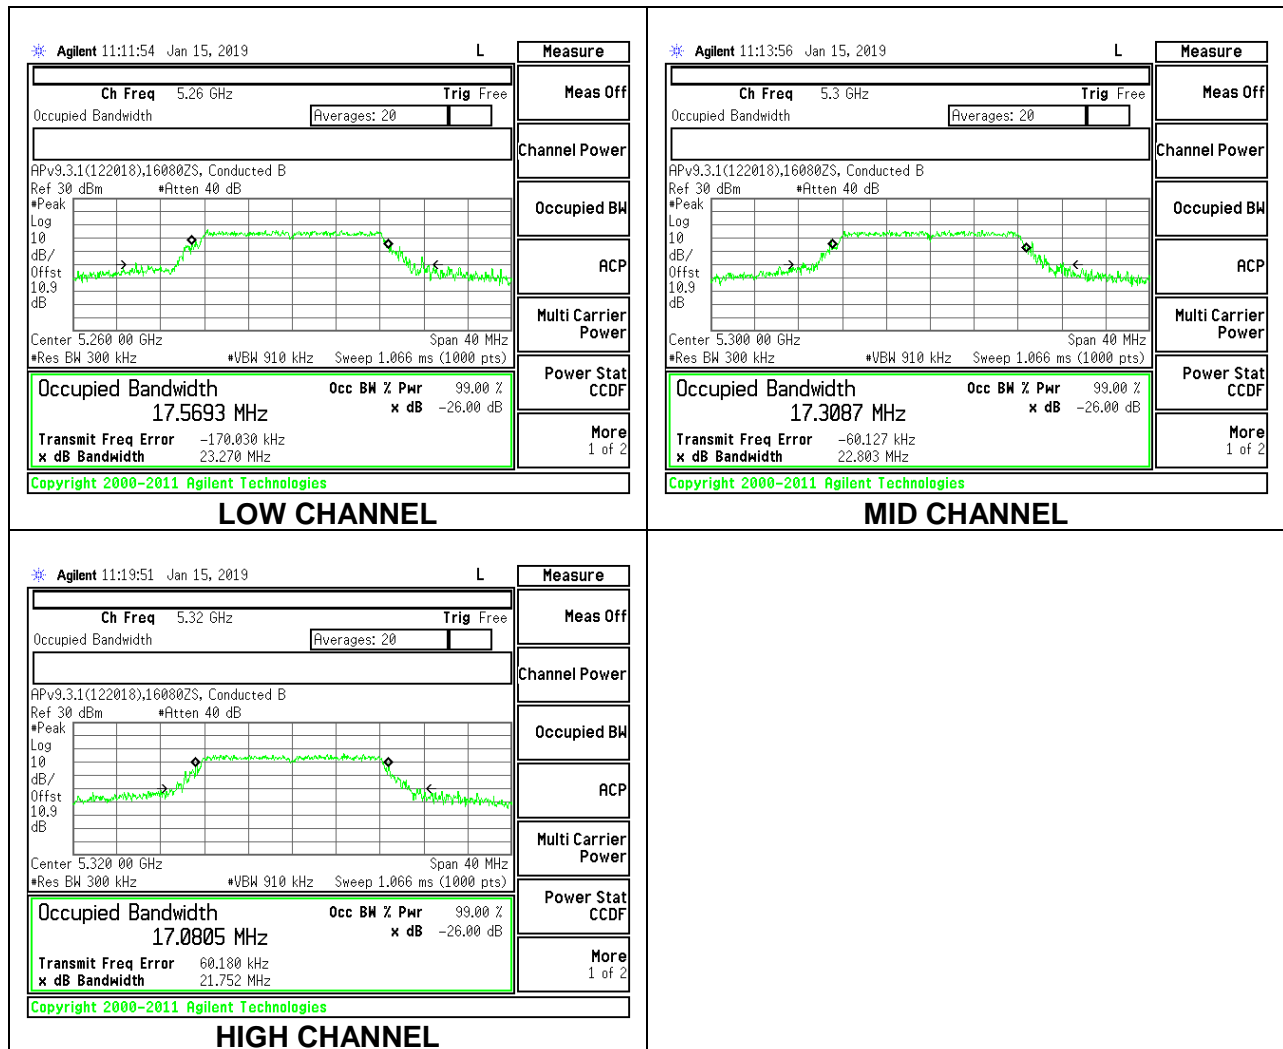 Agilent 11:11:54 Jan 15, 2019 L
Measure
Ch Freq 5.26 GHz Trig Free
Occupied Bandwidth Averages: 20
APv9.3.1(122018),16080ZS, Conducted B
Ref 30 dBm #Atten 40 dB
#Peak
Log
10
dB/
Offst
10.9
dB
Center 5.260 00 GHz Span 40 MHz
#Res BW 300 kHz #VBW 910 kHz Sweep 1.066 ms (1000 pts)
Occupied Bandwidth Occ BW % Pwr 99.00 %
17.5693 MHz x dB -26.00 dB
Transmit Freq Error -170.030 kHz
x dB Bandwidth 23.270 MHz
Copyright 2000-2011 Agilent Technologies
Meas Off
Channel Power
Occupied BW
ACP
Multi Carrier
Power
Power Stat
CCDF
More
1 of 2
LOW CHANNEL
Agilent 11:13:56 Jan 15, 2019 L
Measure
Ch Freq 5.3 GHz Trig Free
Occupied Bandwidth Averages: 20
APv9.3.1(122018),16080ZS, Conducted B
Ref 30 dBm #Atten 40 dB
#Peak
Log
10
dB/
Offst
10.9
dB
Center 5.300 00 GHz Span 40 MHz
#Res BW 300 kHz #VBW 910 kHz Sweep 1.066 ms (1000 pts)
Occupied Bandwidth Occ BW % Pwr 99.00 %
17.3087 MHz x dB -26.00 dB
Transmit Freq Error -60.127 kHz
x dB Bandwidth 22.803 MHz
Copyright 2000-2011 Agilent Technologies
Meas Off
Channel Power
Occupied BW
ACP
Multi Carrier
Power
Power Stat
CCDF
More
1 of 2
MID CHANNEL
Agilent 11:19:51 Jan 15, 2019 L
Measure
Ch Freq 5.32 GHz Trig Free
Occupied Bandwidth Averages: 20
APv9.3.1(122018),16080ZS, Conducted B
Ref 30 dBm #Atten 40 dB
#Peak
Log
10
dB/
Offst
10.9
dB
Center 5.320 00 GHz Span 40 MHz
#Res BW 300 kHz #VBW 910 kHz Sweep 1.066 ms (1000 pts)
Occupied Bandwidth Occ BW % Pwr 99.00 %
17.0805 MHz x dB -26.00 dB
Transmit Freq Error 60.180 kHz
x dB Bandwidth 21.752 MHz
Copyright 2000-2011 Agilent Technologies
Meas Off
Channel Power
Occupied BW
ACP
Multi Carrier
Power
Power Stat
CCDF
More
1 of 2
HIGH CHANNEL